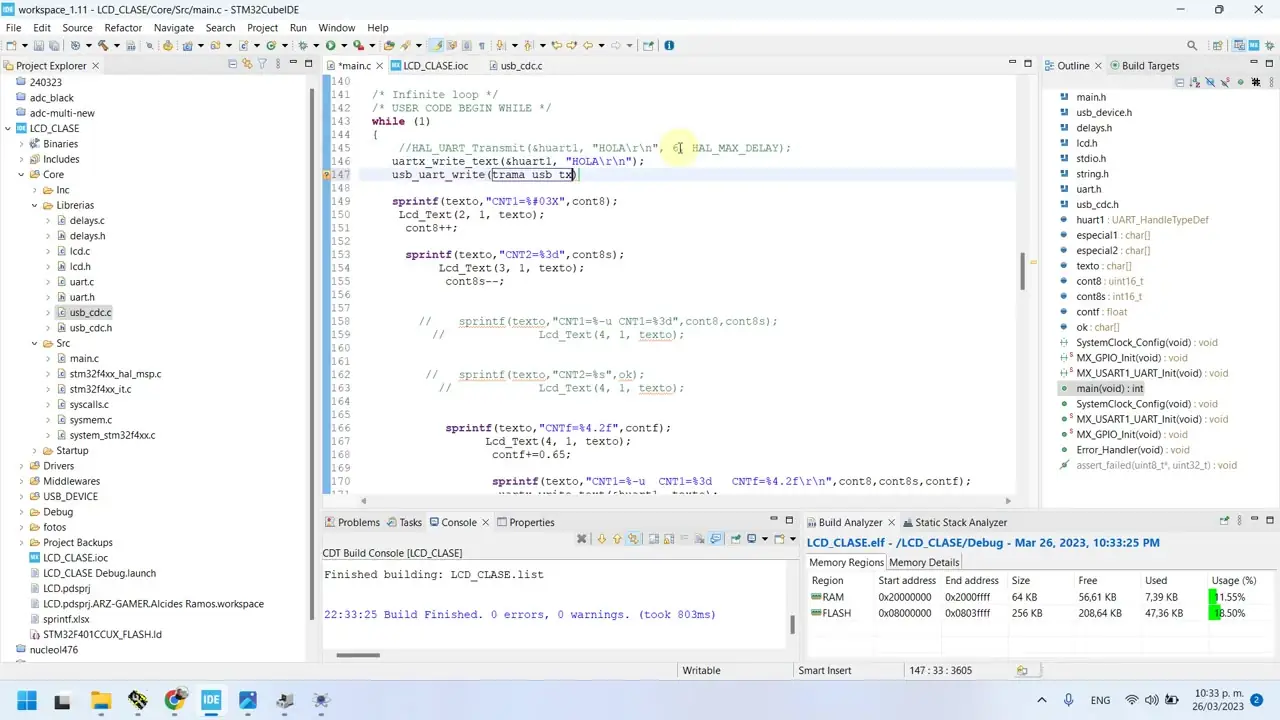 workspace_1.11 - LCD_CLASE/Core/Src/main.c - STM32CubeIDE
File Edit Source Refactor Navigate Search Project Run Window Help
Project Explorer
240323
adc_black
adc-multi-new
LCD_CLASE
Binaries
Includes
Core
Inc
Librerias
delays.c
delays.h
lcd.c
lcd.h
uart.c
uart.h
usb_cdc.c
usb_cdc.h
Src
main.c
stm32f4xx_hal_msp.c
stm32f4xx_it.c
syscalls.c
sysmem.c
system_stm32f4xx.c
Startup
Drivers
Middlewares
USB_DEVICE
Debug
fotos
Project Backups
LCD_CLASE.ioc
LCD_CLASE Debug.launch
LCD.pdsprj
LCD.pdsprj.ARZ-GAMER.Alcides Ramos.workspace
sprintf.xlsx
STM32F401CCUX_FLASH.ld
nucleol476
*main.c LCD_CLASE.ioc usb_cdc.c
140
141 /* Infinite loop */
142 /* USER CODE BEGIN WHILE */
143 while (1)
144 {
145 //HAL_UART_Transmit(&huart1, "HOLA\r\n", 6, HAL_MAX_DELAY);
146 uartx_write_text(&huart1, "HOLA\r\n");
147 usb_uart_write(trama usb tx)
148
149 sprintf(texto,"CNT1=%#03X",cont8);
150 Lcd_Text(2, 1, texto);
151 cont8++;
152
153 sprintf(texto,"CNT2=%3d",cont8s);
154 Lcd_Text(3, 1, texto);
155 cont8s--;
156
157
158 // sprintf(texto,"CNT1=%-u CNT1=%3d",cont8,cont8s);
159 // Lcd_Text(4, 1, texto);
160
161
162 // sprintf(texto,"CNT2=%s",ok);
163 // Lcd_Text(4, 1, texto);
164
165
166 sprintf(texto,"CNTf=%4.2f",contf);
167 Lcd_Text(4, 1, texto);
168 contf+=0.65;
169
170 sprintf(texto,"CNT1=%-u CNT1=%3d CNTf=%4.2f\r\n",cont8,cont8s,contf);
171 uartx_write_text(&huart1, texto);
Outline Build Targets
main.h
usb_device.h
delays.h
lcd.h
stdio.h
string.h
uart.h
usb_cdc.h
huart1 : UART_HandleTypeDef
especial1 : char[]
especial2 : char[]
texto : char[]
cont8 : uint16_t
cont8s : int16_t
contf : float
ok : char[]
SystemClock_Config(void) : void
MX_GPIO_Init(void) : void
MX_USART1_UART_Init(void) : void
main(void) : int
SystemClock_Config(void) : void
MX_USART1_UART_Init(void) : void
MX_GPIO_Init(void) : void
Error_Handler(void) : void
assert_failed(uint8_t*, uint32_t) : void
Problems Tasks Console Properties
CDT Build Console [LCD_CLASE]
Finished building: LCD_CLASE.list
22:33:25 Build Finished. 0 errors, 0 warnings. (took 803ms)
Build Analyzer Static Stack Analyzer
LCD_CLASE.elf - /LCD_CLASE/Debug - Mar 26, 2023, 10:33:25 PM
Memory Regions Memory Details
Region Start address End address Size Free Used Usage (%)
RAM 0x20000000 0x2000ffff 64 KB 56,61 KB 7,39 KB 11.55%
FLASH 0x08000000 0x0803ffff 256 KB 208,64 KB 47,36 KB 18.50%
Writable Smart Insert 147 : 33 : 3605
IDE ENG 10:33 p. m.
26/03/2023 2